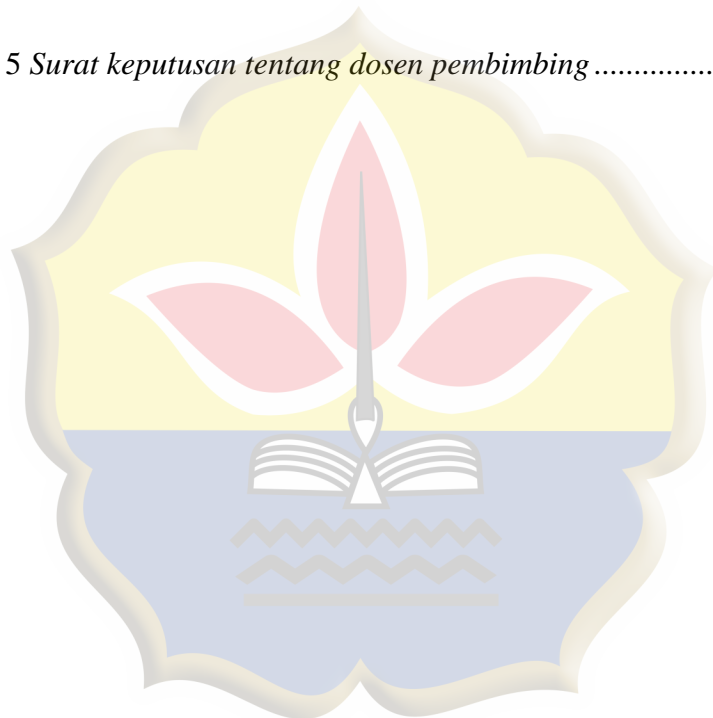 5 Surat keputusan tentang dosen pembimbing ...............